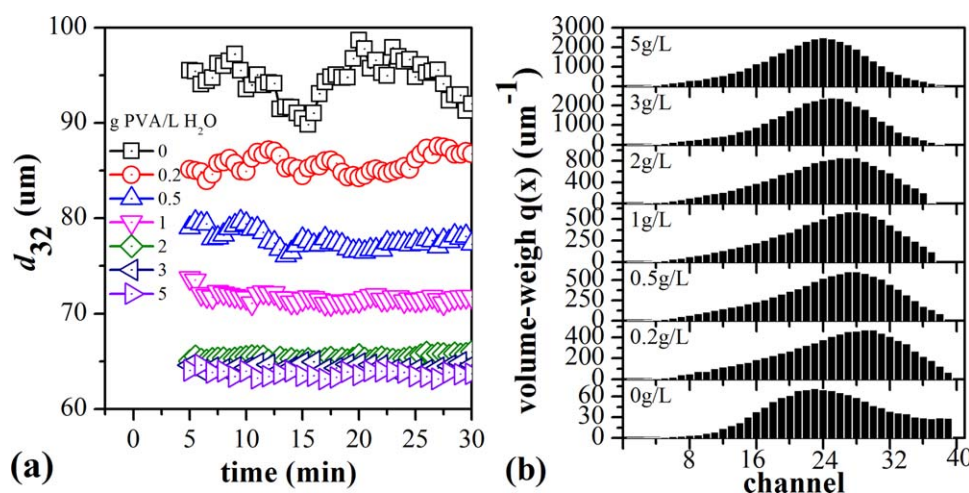 100
90
80
70
60
d32 (um)
g PVA/L H2O
0
0.2
0.5
1
2
3
5
0 5 10 15 20 25 30
time (min)
(a)
volume-weigh q(x) (um-1)
3000
2000
1000
0
5g/L
2000
1000
0
3g/L
800
400
0
2g/L
500
250
0
1g/L
500
250
0
0.5g/L
400
200
0
0.2g/L
60
30
0
0g/L
8 16 24 32 40
channel
(b)